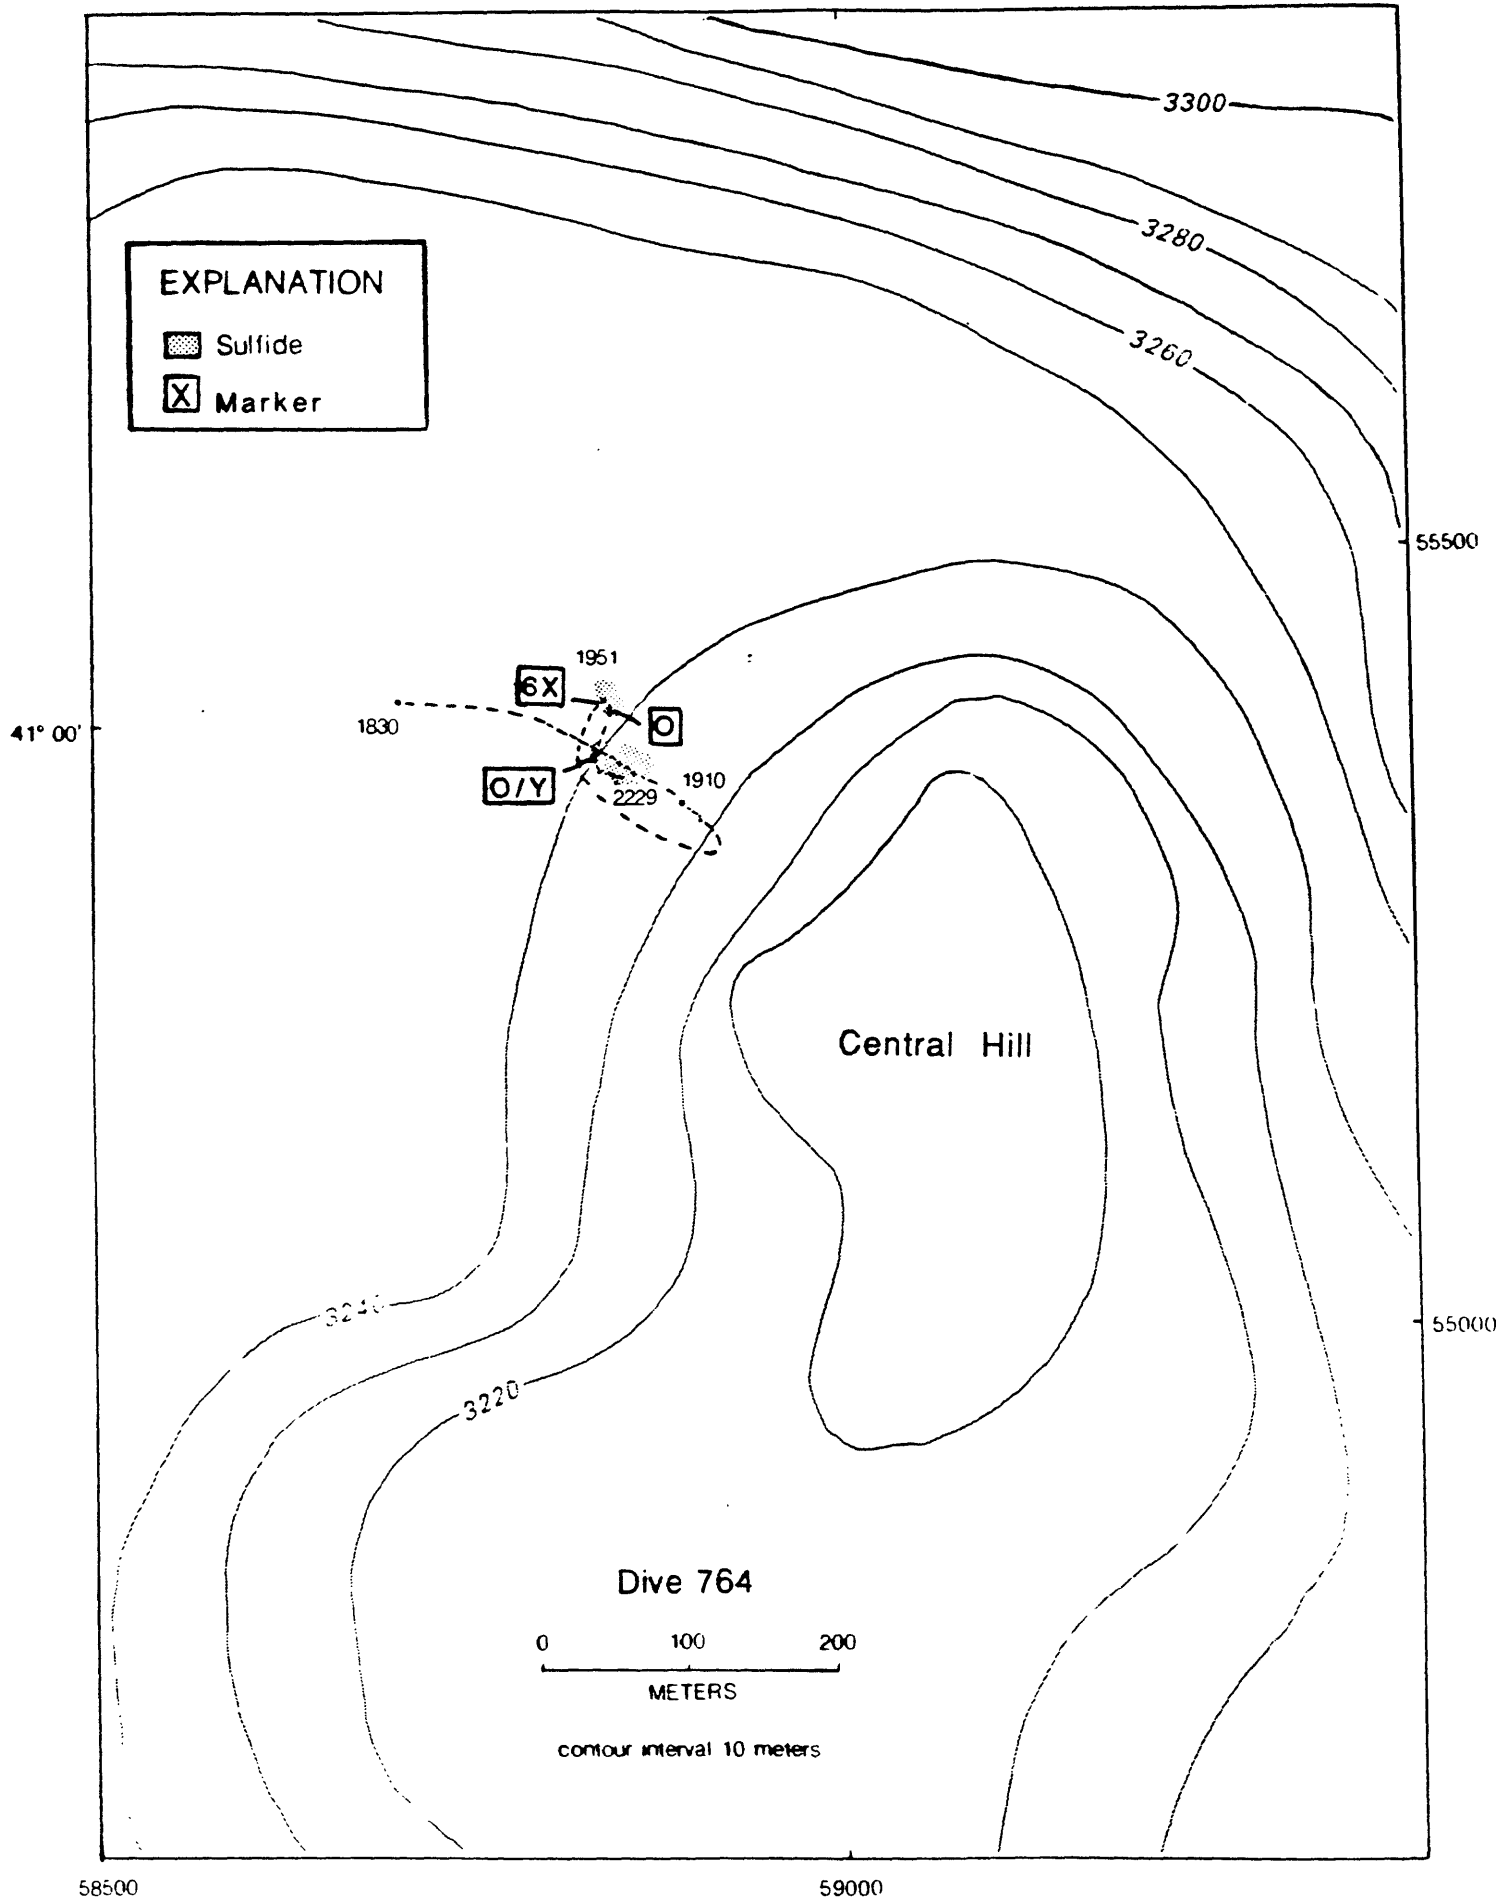 3300
3280
3260
EXPLANATION
Sulfide
X Marker
55500
1951
6X
O
41° 00'
1830
O/Y
1910
2229
Central Hill
3240
55000
3220
Dive 764
0 100 200
METERS
contour interval 10 meters
58500 59000